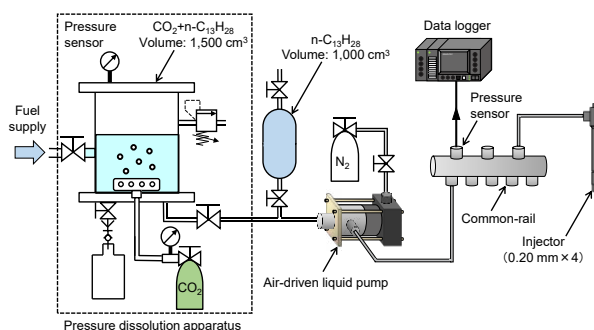 Pressure
sensor
CO₂+n-C₁₃H₂₈
Volume: 1,500 cm³
Fuel
supply
CO₂
Pressure dissolution apparatus
n-C₁₃H₂₈
Volume: 1,000 cm³
N₂
Air-driven liquid pump
Data logger
Pressure
sensor
Common-rail
Injector
(0.20 mm×4)